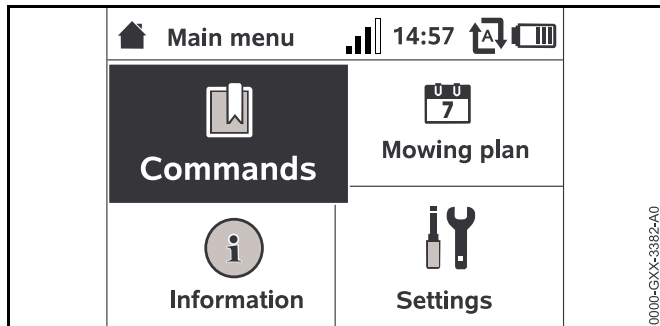 Main menu 14:57 A
7
Commands
Mowing plan
i
Information
Settings
0000-GXX-3382-A0